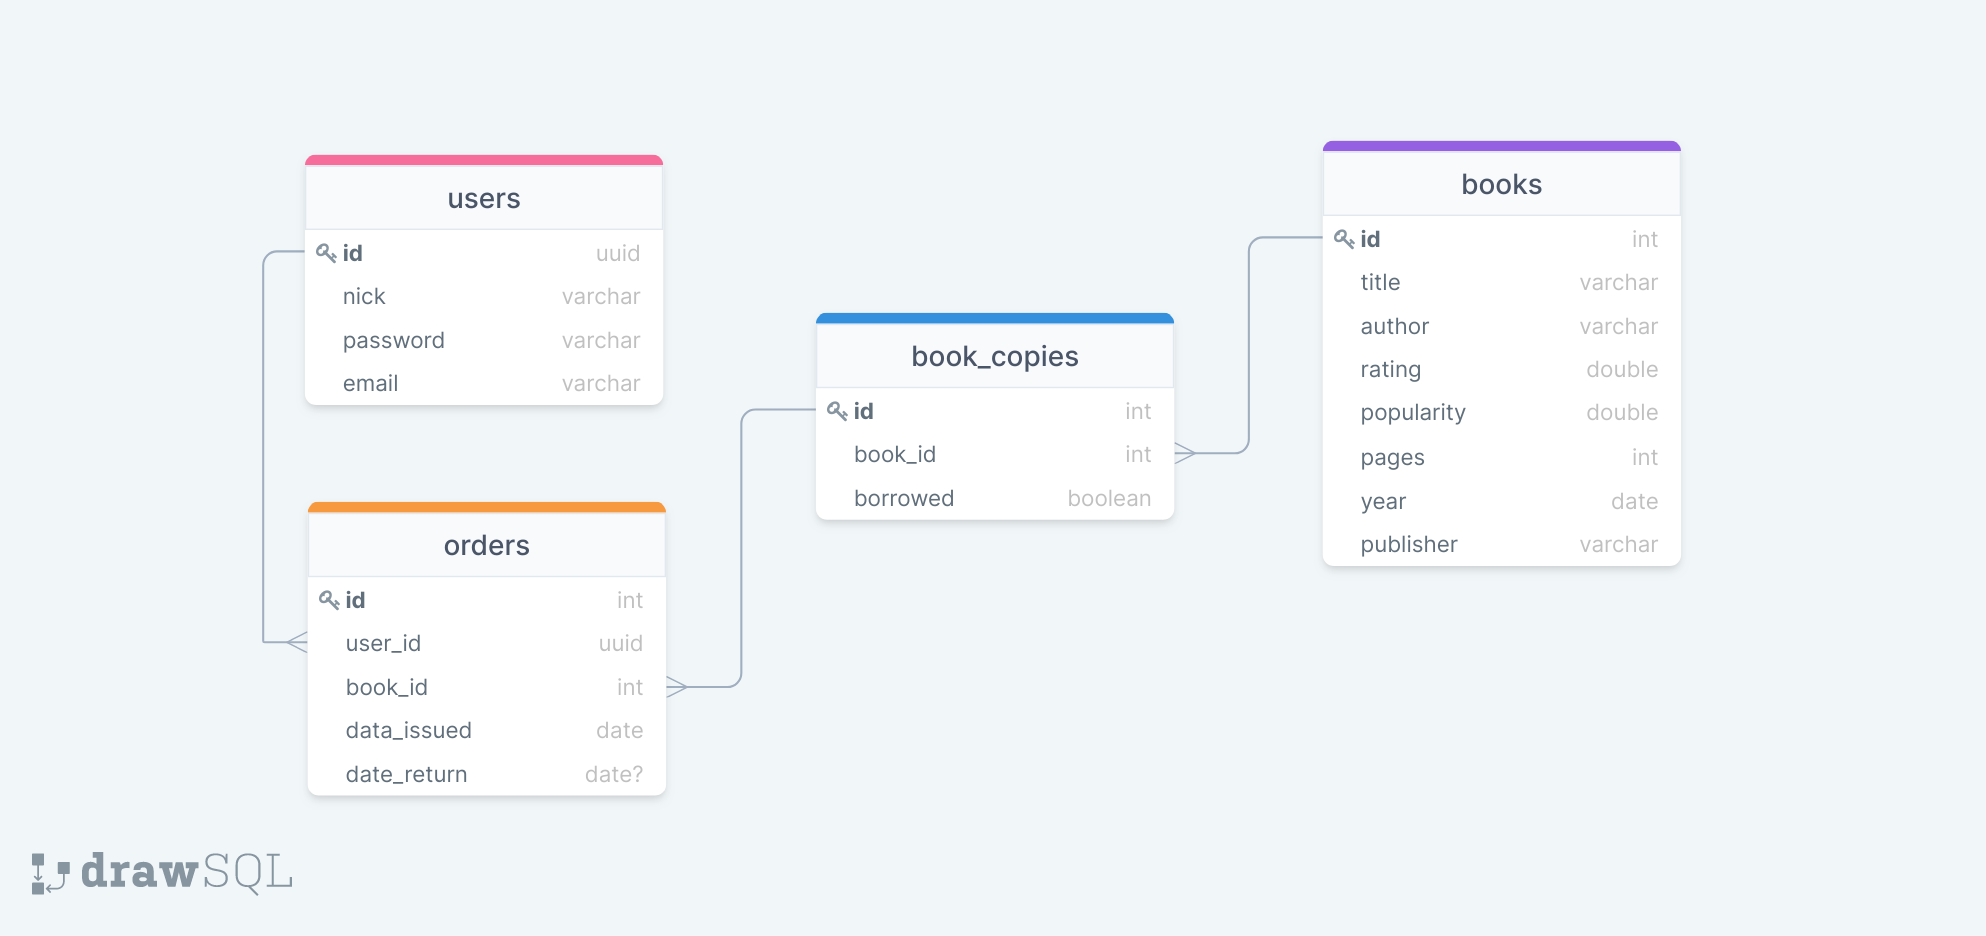 users
id uuid
nick varchar
password varchar
email varchar
orders
id int
user_id uuid
book_id int
data_issued date
date_return date?
book_copies
id int
book_id int
borrowed boolean
books
id int
title varchar
author varchar
rating double
popularity double
pages int
year date
publisher varchar
drawSQL